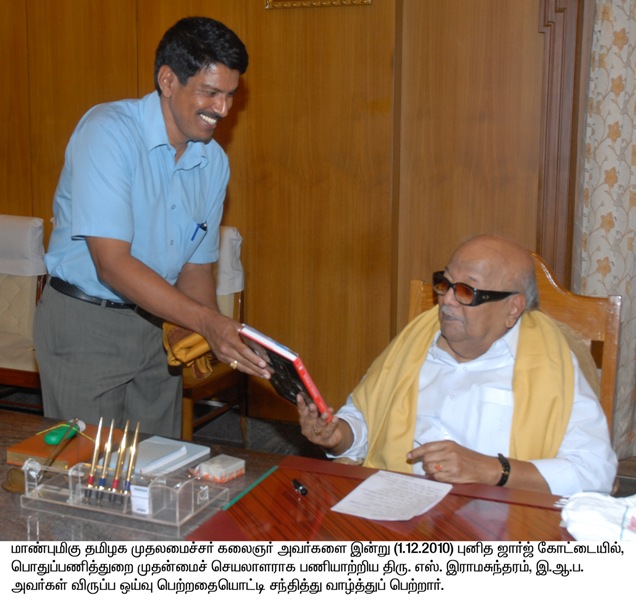 மாண்புமிகு தமிழக முதலமைச்சர் கலைஞர் அவர்களை இன்று (1.12.2010) புனித ஜார்ஜ் கோட்டையில்,
பொதுப்பணித்துறை முதன்மைச் செயலாளராக பணியாற்றிய திரு. எஸ். இராமசுந்தரம், இ.ஆ.ப.
அவர்கள் விருப்ப ஓய்வு பெற்றதையொட்டி சந்தித்து வாழ்த்துப் பெற்றார்.